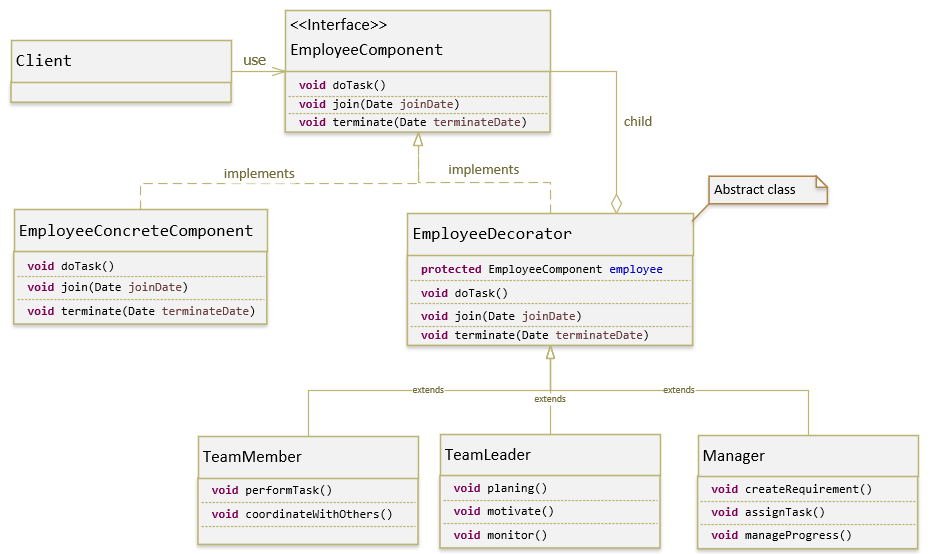 <<Interface>>
EmployeeComponent
void doTask()
void join(Date joinDate)
void terminate(Date terminateDate)
Client
use
child
implements
implements
Abstract class
EmployeeConcreteComponent
void doTask()
void join(Date joinDate)
void terminate(Date terminateDate)
EmployeeDecorator
protected EmployeeComponent employee
void doTask()
void join(Date joinDate)
void terminate(Date terminateDate)
extends
extends
extends
TeamMember
void performTask()
void coordinateWithOthers()
TeamLeader
void planing()
void motivate()
void monitor()
Manager
void createRequirement()
void assignTask()
void manageProgress()